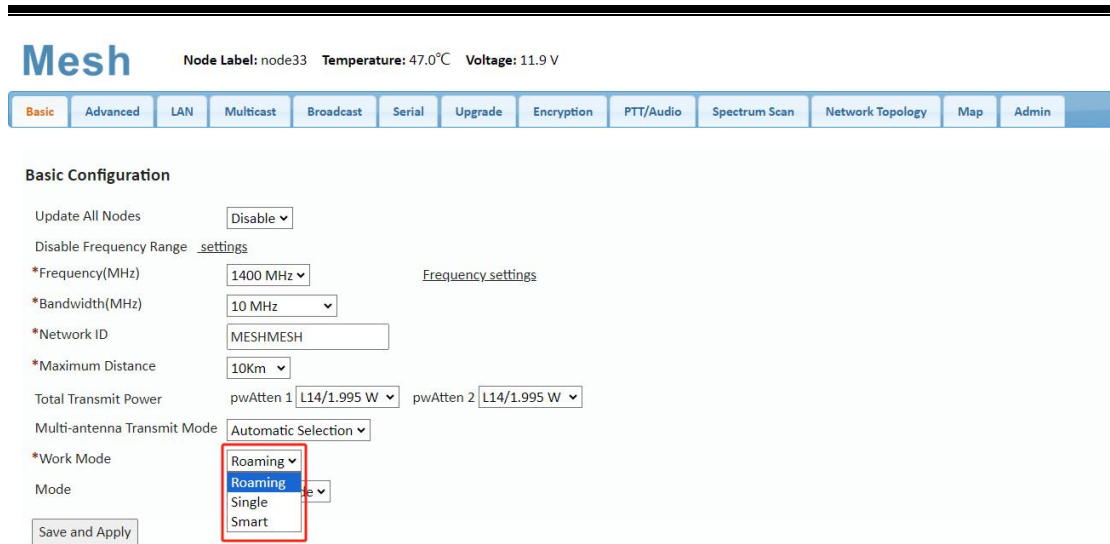 Mesh Node Label: node33 Temperature: 47.0℃ Voltage: 11.9 V
Basic Advanced LAN Multicast Broadcast Serial Upgrade Encryption PTT/Audio Spectrum Scan Network Topology Map Admin
Basic Configuration
Update All Nodes Disable
Disable Frequency Range settings
*Frequency(MHz) 1400 MHz Frequency settings
*Bandwidth(MHz) 10 MHz
*Network ID MESHMESH
*Maximum Distance 10Km
Total Transmit Power pwAtten 1 L14/1.995 W pwAtten 2 L14/1.995 W
Multi-antenna Transmit Mode Automatic Selection
*Work Mode Roaming
Roaming
Mode
Single
Smart
Save and Apply